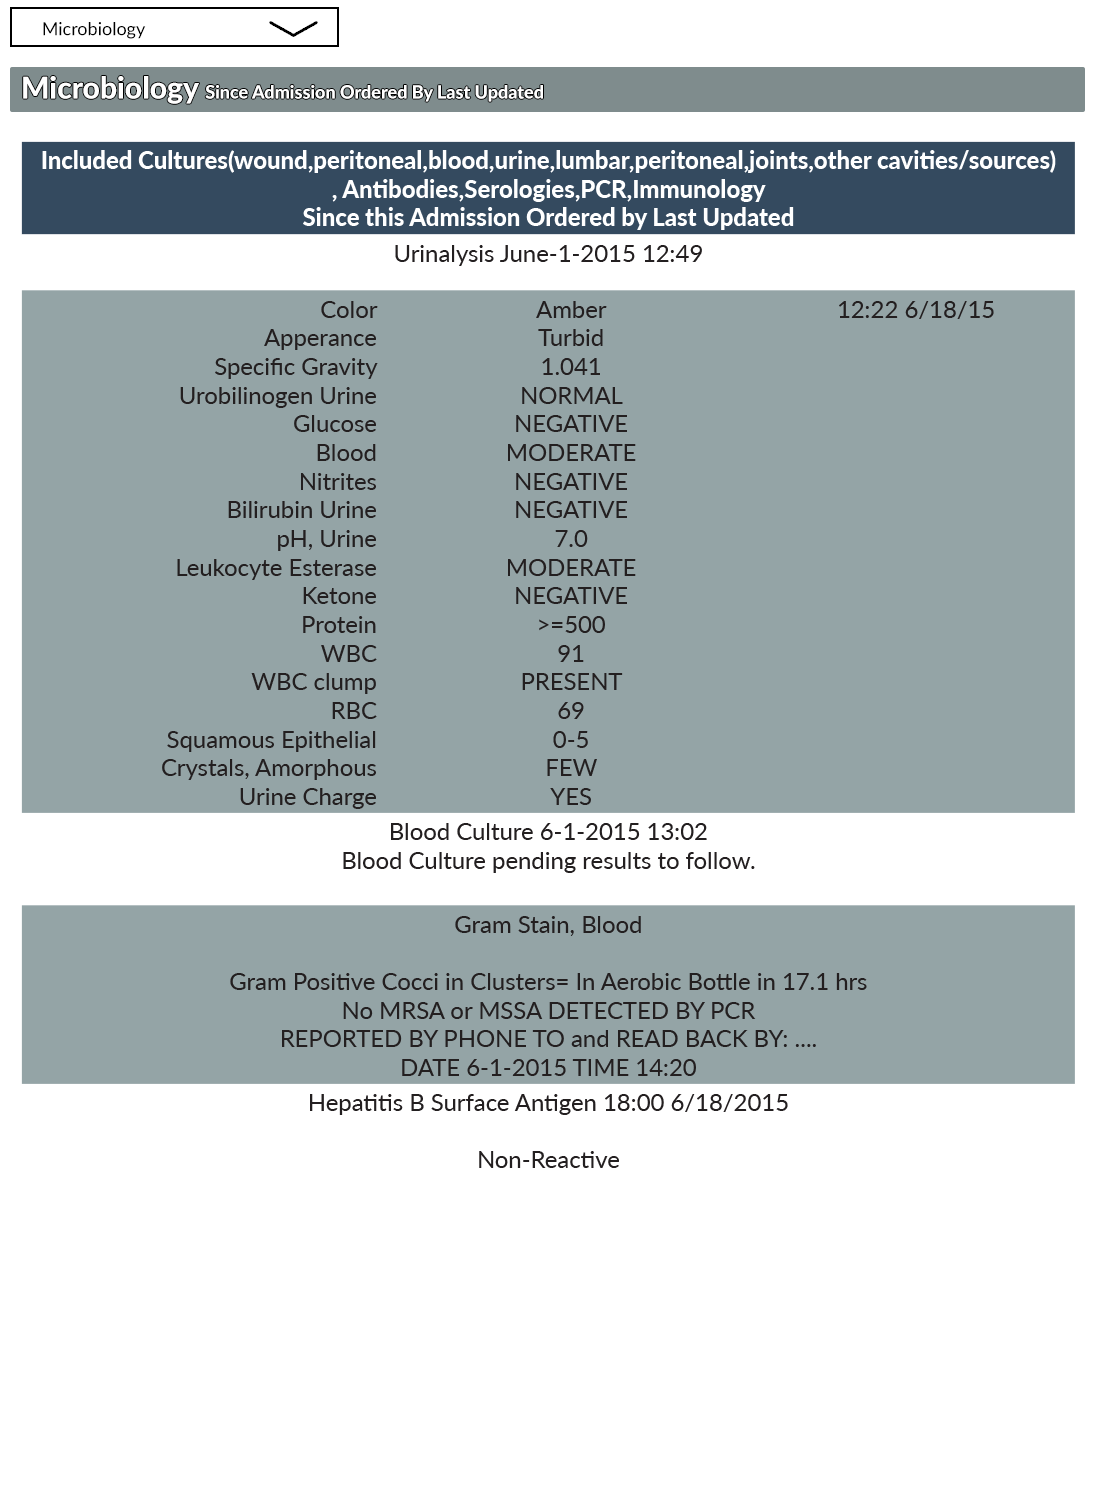 Microbiology
Microbiology Since Admission Ordered By Last Updated
Included Cultures(wound,peritoneal,blood,urine,lumbar,peritoneal,joints,other cavities/sources)
, Antibodies,Serologies,PCR,Immunology
Since this Admission Ordered by Last Updated
Urinalysis June-1-2015 12:49
Color Amber 12:22 6/18/15
Apperance Turbid
Specific Gravity 1.041
Urobilinogen Urine NORMAL
Glucose NEGATIVE
Blood MODERATE
Nitrites NEGATIVE
Bilirubin Urine NEGATIVE
pH, Urine 7.0
Leukocyte Esterase MODERATE
Ketone NEGATIVE
Protein >=500
WBC 91
WBC clump PRESENT
RBC 69
Squamous Epithelial 0-5
Crystals, Amorphous FEW
Urine Charge YES
Blood Culture 6-1-2015 13:02
Blood Culture pending results to follow.
Gram Stain, Blood
Gram Positive Cocci in Clusters= In Aerobic Bottle in 17.1 hrs
No MRSA or MSSA DETECTED BY PCR
REPORTED BY PHONE TO and READ BACK BY: ....
DATE 6-1-2015 TIME 14:20
Hepatitis B Surface Antigen 18:00 6/18/2015
Non-Reactive